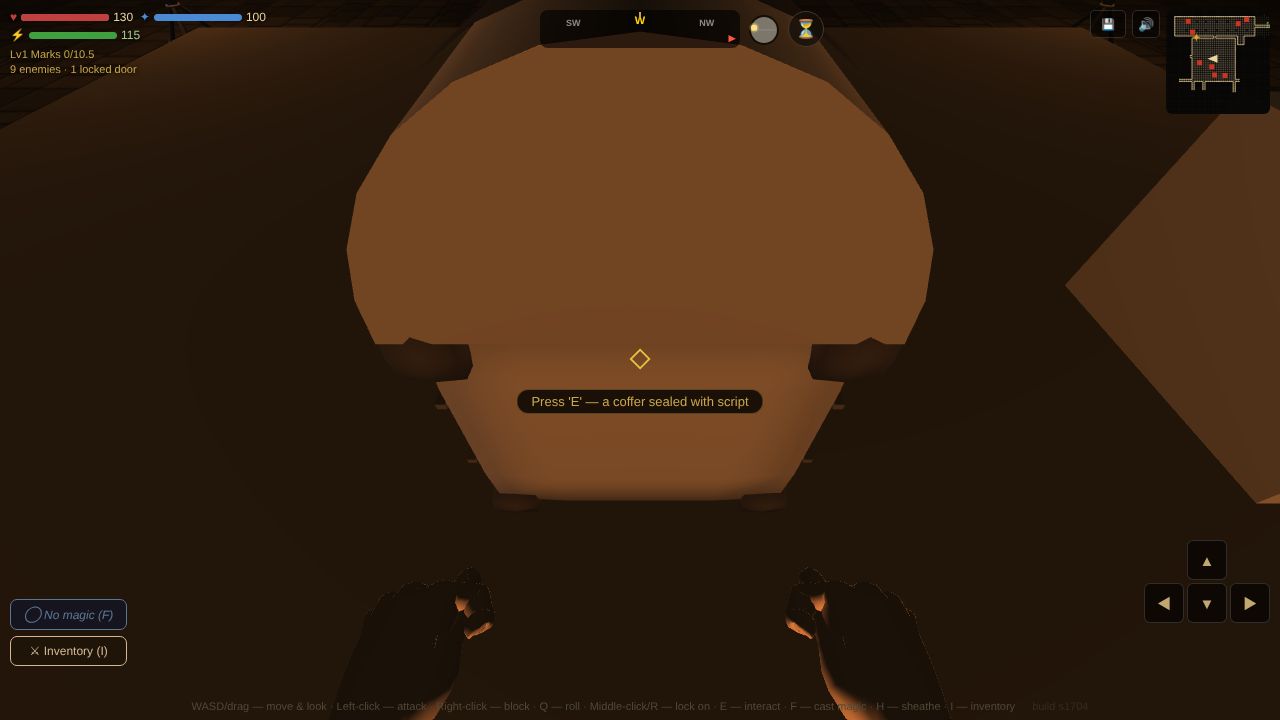 130 100
115
Lv1 Marks 0/10.5
9 enemies · 1 locked door
SW W NW
Press 'E' — a coffer sealed with script
No magic (F)
Inventory (I)
WASD/drag — move & look · Left-click — attack · Right-click — block · Q — roll · Middle-click/R — lock on · E — interact · F — cast magic · H — sheathe · I — inventory build s1704